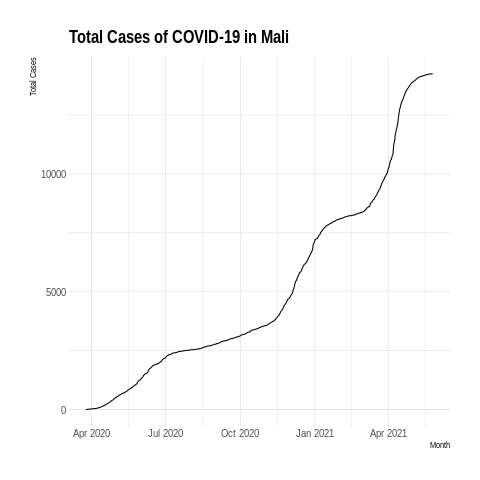 Total Cases of COVID-19 in Mali
Total Cases
10000
5000
0
Apr 2020
Jul 2020
Oct 2020
Jan 2021
Apr 2021
Month